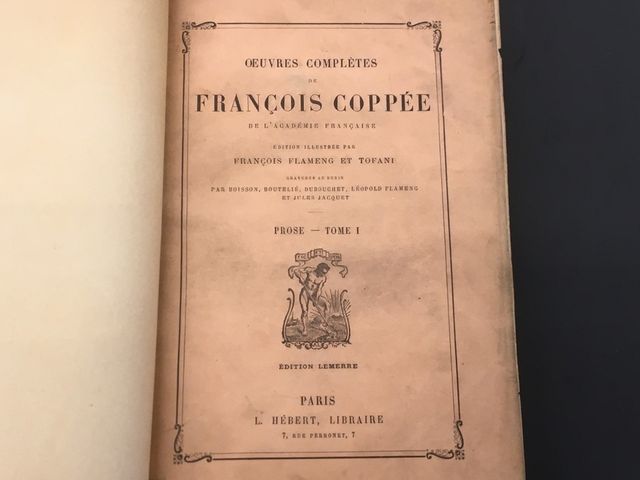 ŒUVRES COMPLÈTES
DE
FRANÇOIS COPPÉE
DE L'ACADÉMIE FRANÇAISE
ÉDITION ILLUSTRÉE PAR
FRANÇOIS FLAMENG ET TOFANI
GRAVURES AU BURIN
PAR BOISSON, BOUTELIÉ, DUBOUCHET, LÉOPOLD FLAMENG
ET JULES JACQUET
PROSE — TOME I
ÉDITION LEMERRE
PARIS
L. HÉBERT, LIBRAIRE
7, RUE PERRONET, 7